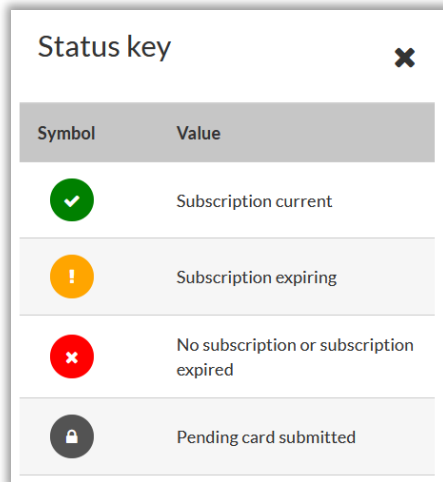 Status key
Symbol Value
Subscription current
Subscription expiring
No subscription or subscription
expired
Pending card submitted